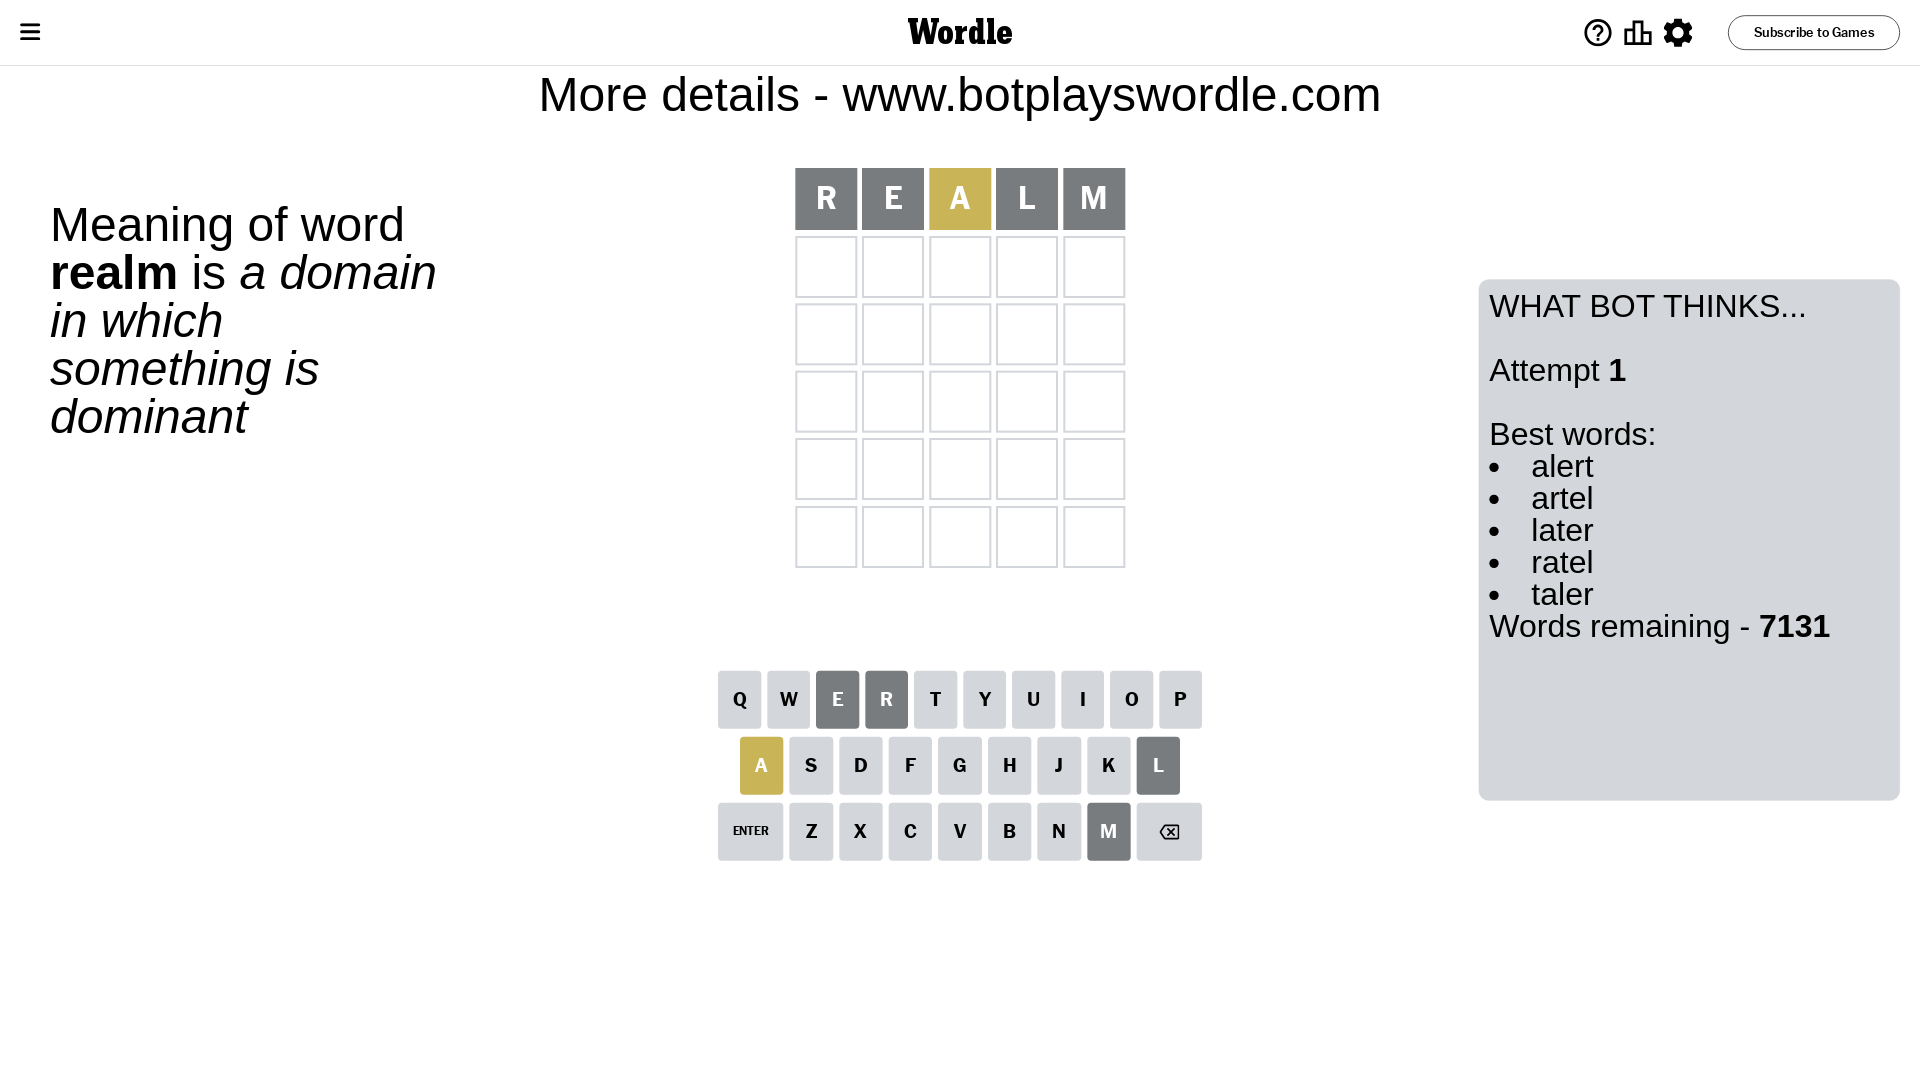 Wordle
Subscribe to Games
More details - www.botplayswordle.com
Meaning of word
realm is a domain
in which
something is
dominant
R E A L M
WHAT BOT THINKS...
Attempt 1
Best words:
• alert
• artel
• later
• ratel
• taler
Words remaining - 7131
Q W E R T Y U I O P
A S D F G H J K L
ENTER Z X C V B N M